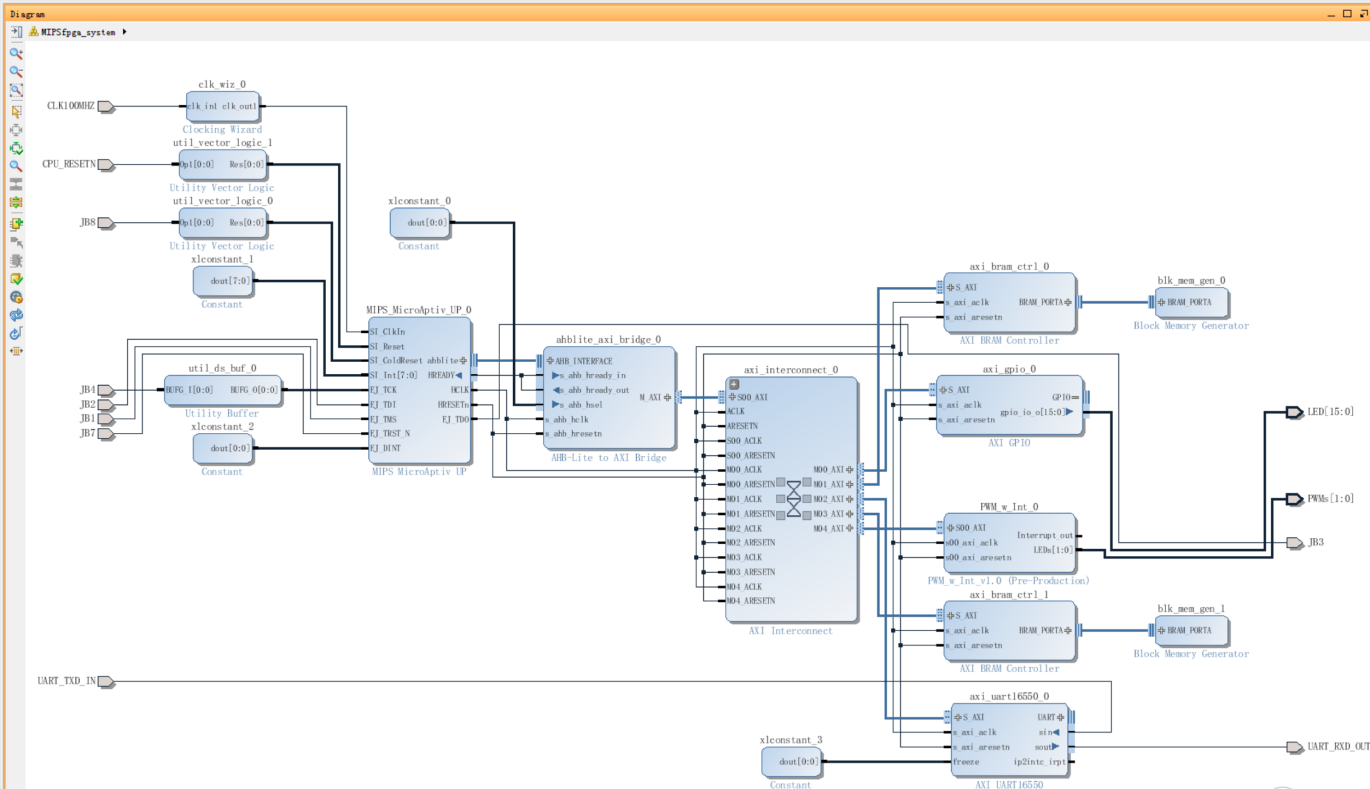 Diagram
MIPSfpga_system
clk_wiz_0
CLK100MHZ
clk_in1 clk_out1
Clocking Wizard
util_vector_logic_1
CPU_RESETN
Op1[0:0] Res[0:0]
Utility Vector Logic
util_vector_logic_0
JB8
Op1[0:0] Res[0:0]
Utility Vector Logic
xlconstant_1
dout[7:0]
Constant
xlconstant_0
dout[0:0]
Constant
util_ds_buf_0
JB4
BUFG_I[0:0] BUFG_O[0:0]
Utility Buffer
JB2
JB1
JB7
xlconstant_2
dout[0:0]
Constant
MIPS_MicroAptiv_UP_0
SI_ClkIn
SI_Reset
SI_ColdReset ahblite
SI_Int[7:0] HREADY
EJ_TCK HCLK
EJ_TDI HRESETn
EJ_TMS EJ_TDO
EJ_TRST_N
EJ_DINT
MIPS MicroAptiv UP
ahblite_axi_bridge_0
AHB_INTERFACE
s_ahb_hready_in
s_ahb_hready_out M_AXI
s_ahb_hsel
s_ahb_hclk
s_ahb_hresetn
AHB-Lite to AXI Bridge
axi_interconnect_0
S00_AXI
ACLK
ARESETN
S00_ACLK
S00_ARESETN
M00_ACLK M00_AXI
M00_ARESETN M01_AXI
M01_ACLK M02_AXI
M01_ARESETN M03_AXI
M02_ACLK M04_AXI
M02_ARESETN
M03_ACLK
M03_ARESETN
M04_ACLK
M04_ARESETN
AXI Interconnect
axi_bram_ctrl_0
S_AXI
s_axi_aclk BRAM_PORTA
s_axi_aresetn
AXI BRAM Controller
blk_mem_gen_0
BRAM_PORTA
Block Memory Generator
axi_gpio_0
S_AXI GPIO
s_axi_aclk gpio_io_o[15:0]
s_axi_aresetn
AXI GPIO
LED[15:0]
PWM_w_Int_0
S00_AXI
s00_axi_aclk Interrupt_out
s00_axi_aresetn LEDs[1:0]
PWM_w_Int_v1.0 (Pre-Production)
PWMs[1:0]
JB3
axi_bram_ctrl_1
S_AXI
s_axi_aclk BRAM_PORTA
s_axi_aresetn
AXI BRAM Controller
blk_mem_gen_1
BRAM_PORTA
Block Memory Generator
UART_TXD_IN
axi_uart16550_0
S_AXI UART
s_axi_aclk sin
s_axi_aresetn sout
freeze ip2intc_irpt
AXI UART16550
UART_RXD_OUT
xlconstant_3
dout[0:0]
Constant